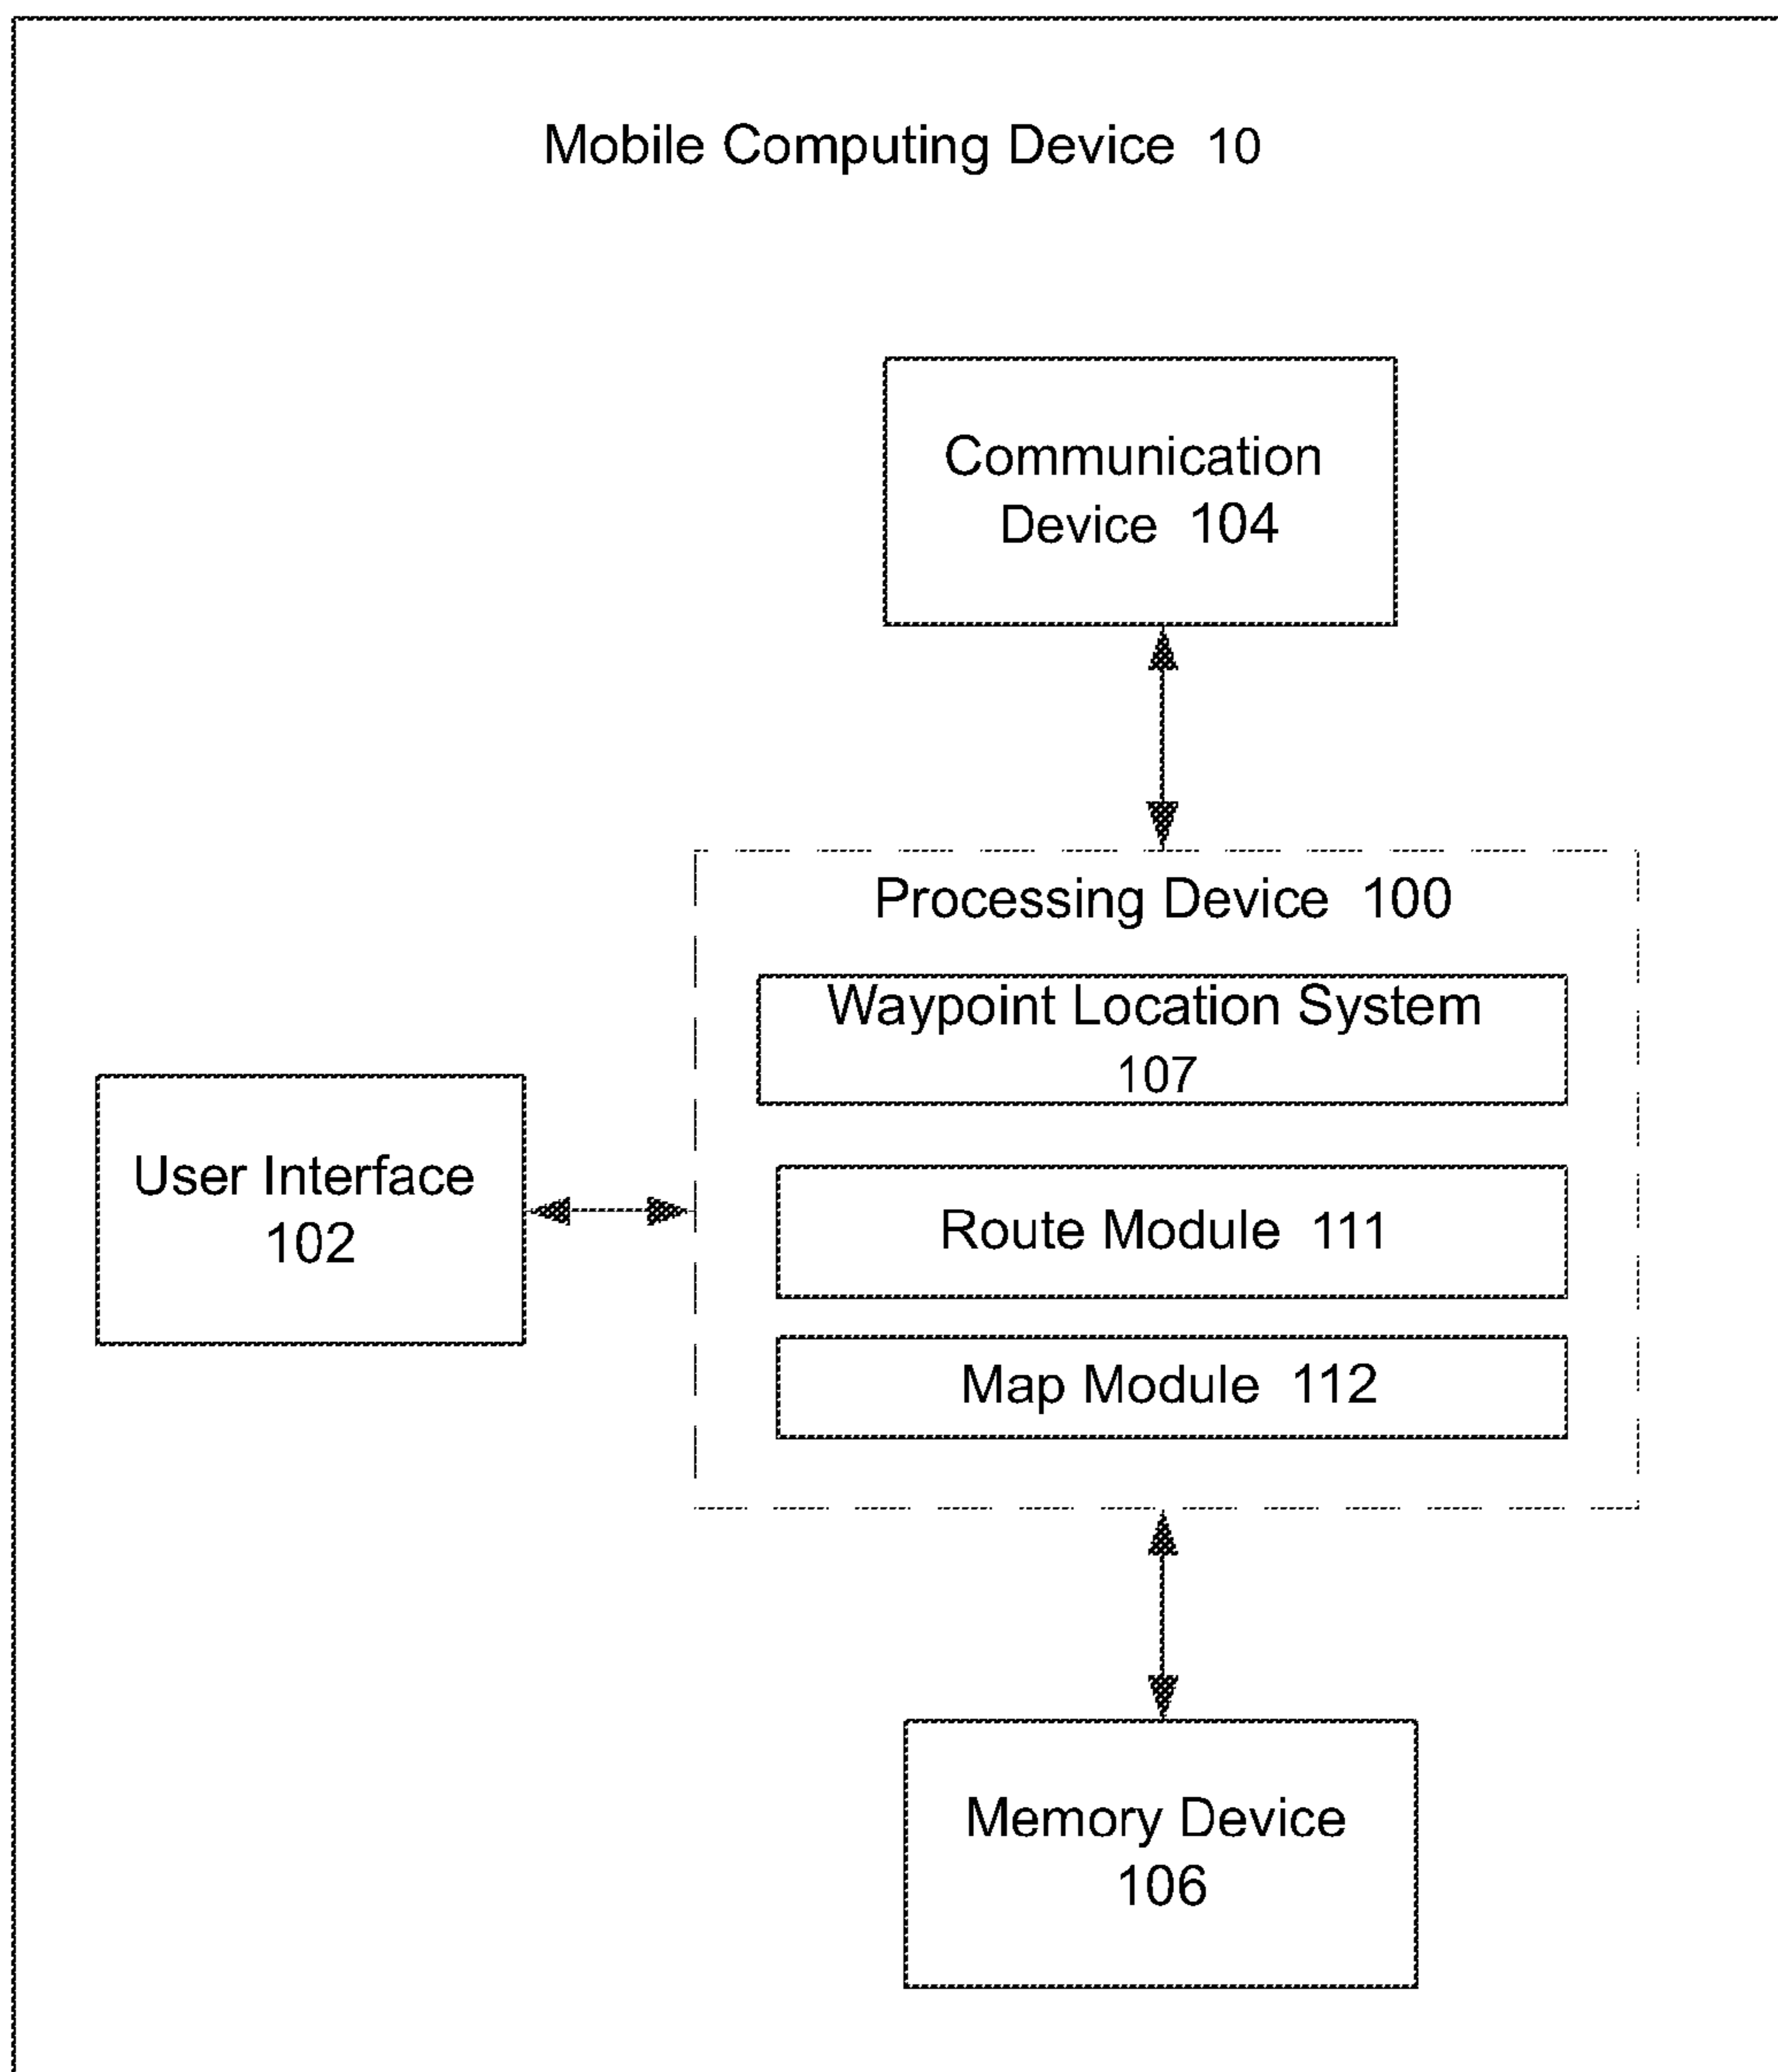 Mobile Computing Device 10
Communication
Device 104
Processing Device 100
Waypoint Location System
107
User Interface
102
Route Module 111
Map Module 112
Memory Device
106